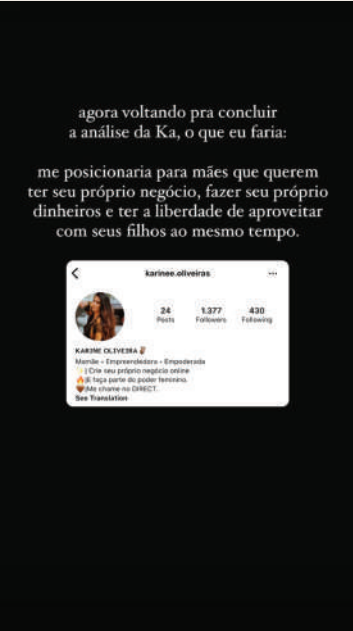 agora voltando pra concluir
a análise da Ka, o que eu faria:
me posicionaria para mães que querem
ter seu próprio negócio, fazer seu próprio
dinheiros e ter a liberdade de aproveitar
com seus filhos ao mesmo tempo.
karinee.oliveiras
24 1.377 430
Posts Followers Following
KARINE OLIVEIRA
Mamãe - Empreendedora - Empoderada
✨| Crie seu próprio negócio online
🔥|E faça parte do poder feminino.
|Me chame no DIRECT.
See Translation